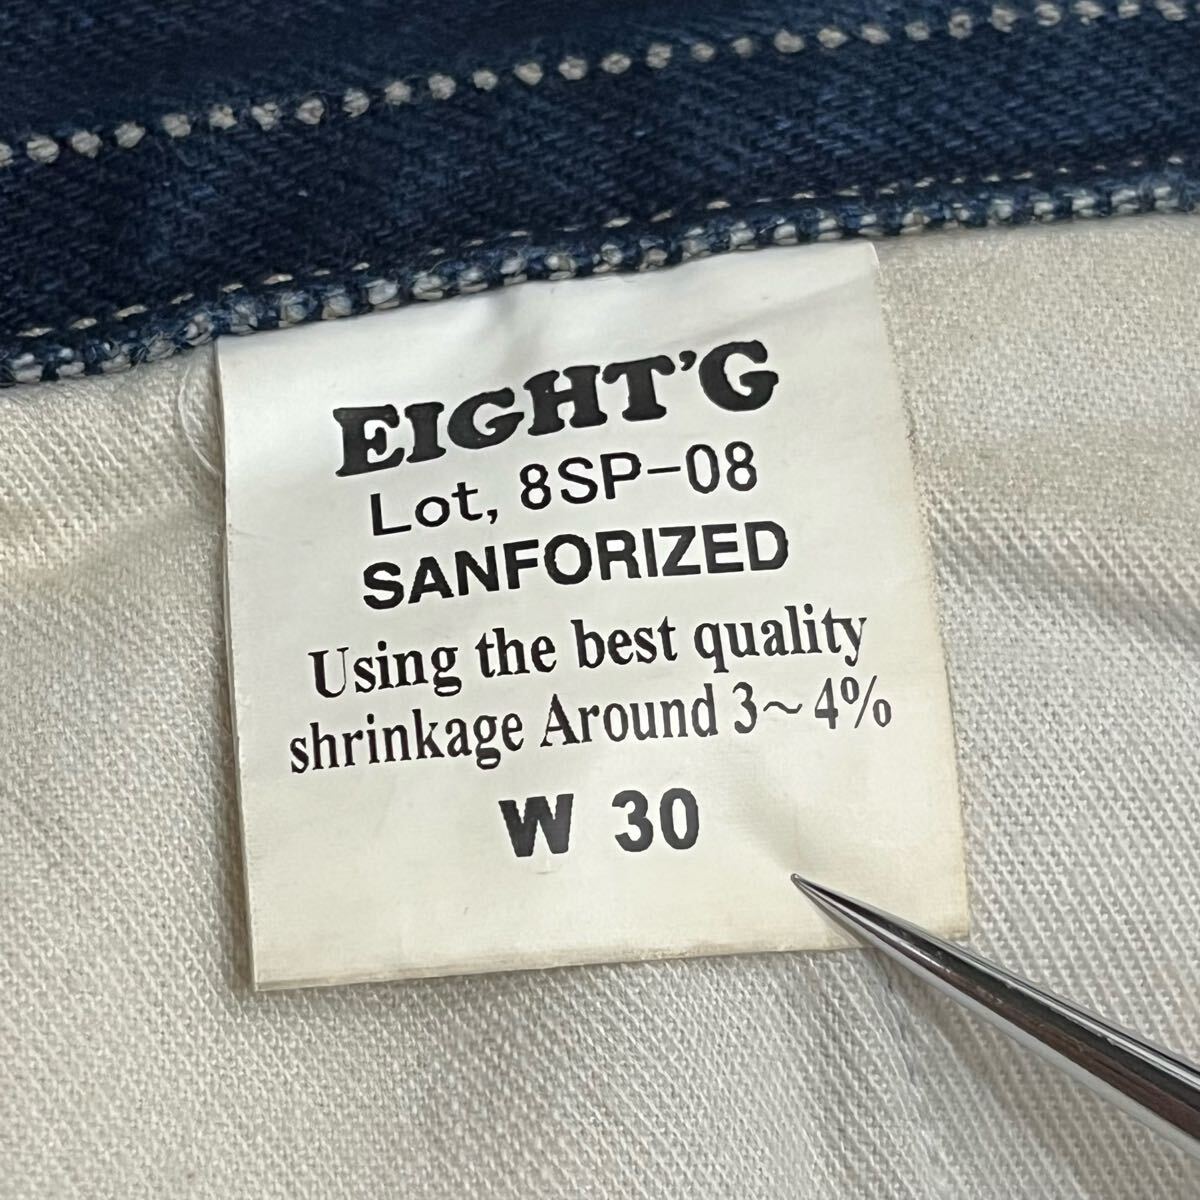 EIGHT'G
Lot, 8SP-08
SANFORIZED
Using the best quality
shrinkage Around 3~4%
W 30